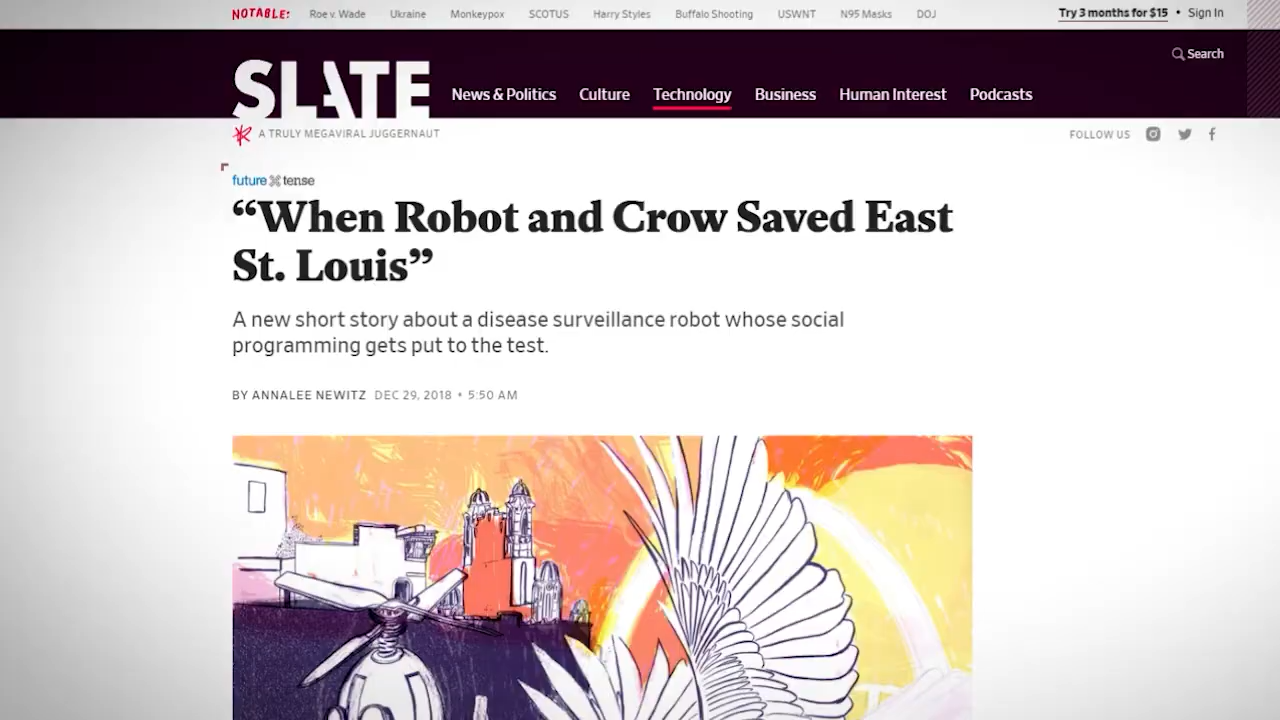 NOTABLE: Roe v. Wade Ukraine Monkeypox SCOTUS Harry Styles Buffalo Shooting USWNT N95 Masks DOJ Try 3 months for $15 • Sign In
Search
SLATE News & Politics Culture Technology Business Human Interest Podcasts
A TRULY MEGAVIRAL JUGGERNAUT FOLLOW US
future tense
“When Robot and Crow Saved East
St. Louis”
A new short story about a disease surveillance robot whose social
programming gets put to the test.
BY ANNALEE NEWITZ DEC 29, 2018 • 5:50 AM